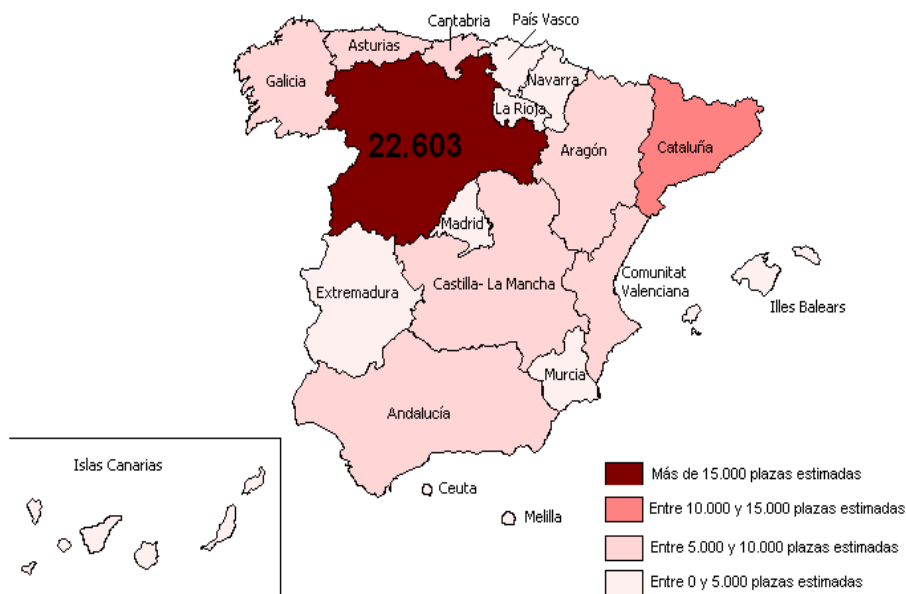 Cantabria
País Vasco
Asturias
Galicia
Navarra
La Rioja
22.603
Aragón
Cataluña
Madrid
Extremadura
Castilla- La Mancha
Comunitat
Valenciana
Illes Balears
Murcia
Andalucía
Islas Canarias
Ceuta
Melilla
Más de 15.000 plazas estimadas
Entre 10.000 y 15.000 plazas estimadas
Entre 5.000 y 10.000 plazas estimadas
Entre 0 y 5.000 plazas estimadas